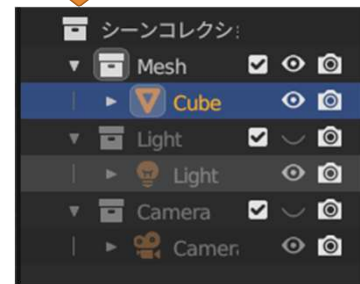 シーンコレクシ
Mesh
Cube
Light
Light
Camera
Camer